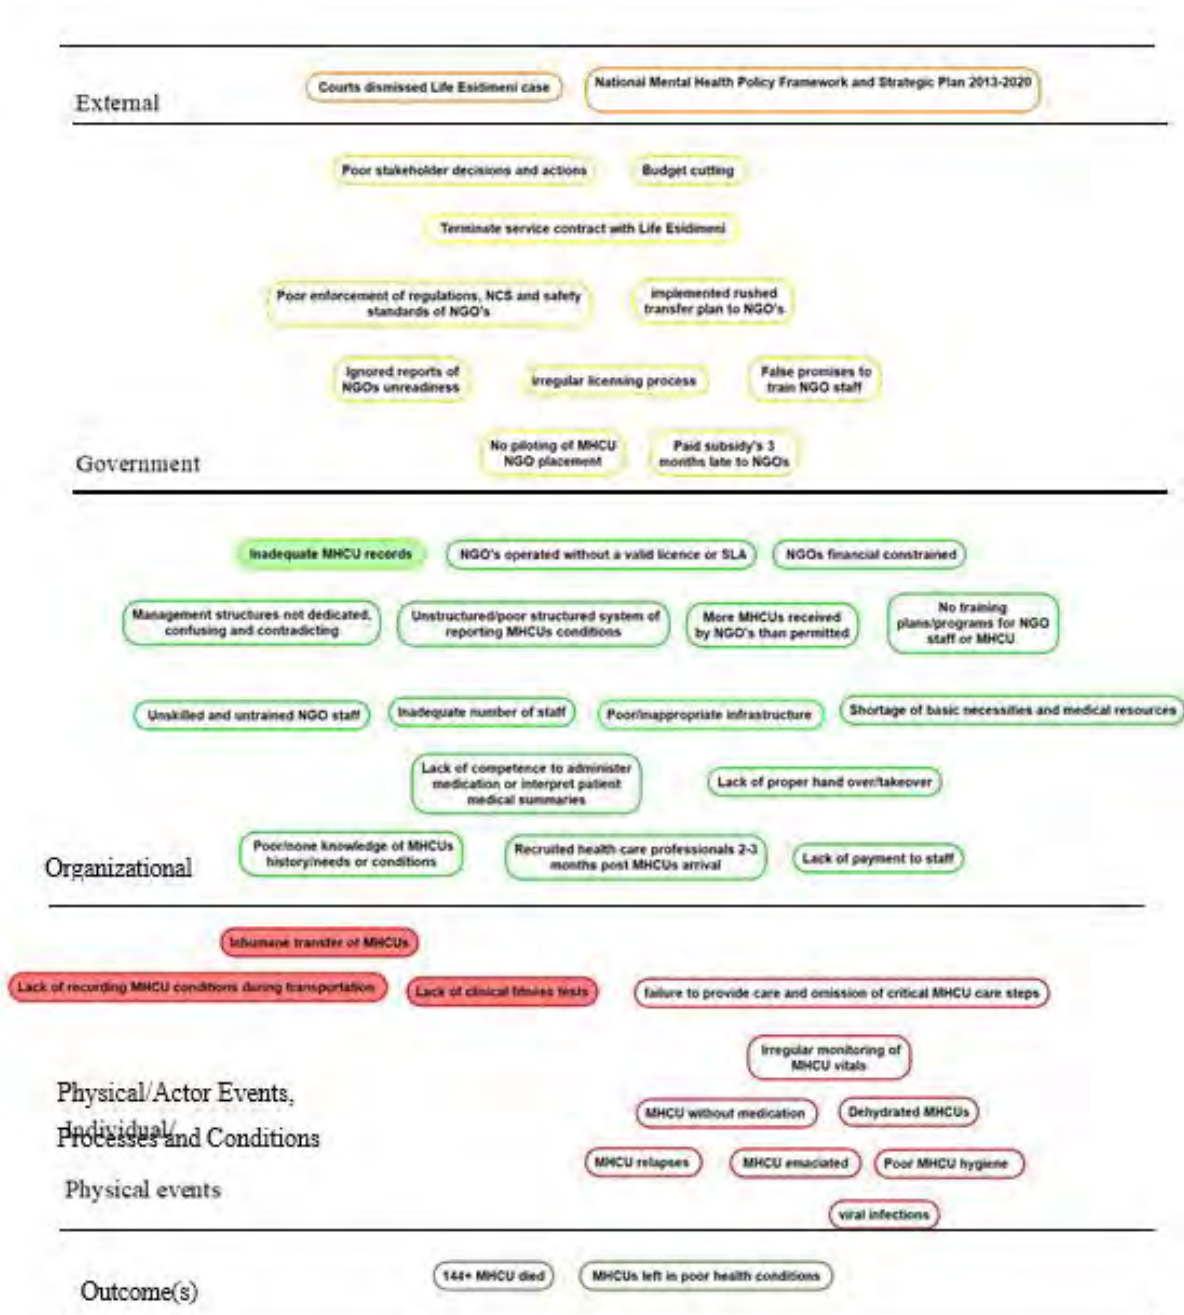 Courts dismissed Life Esidimeni case
National Mental Health Policy Framework and Strategic Plan 2013-2020
External
Poor stakeholder decisions and actions
Budget cutting
Terminate service contract with Life Esidimeni
Poor enforcement of regulations, NCS and safety
standards of NGO's
implemented rushed
transfer plan to NGO's
Ignored reports of
NGOs unreadiness
Irregular licensing process
False promises to
train NGO staff
No piloting of MHCU
NGO placement
Paid subsidy's 3
months late to NGOs
Government
Inadequate MHCU records
NGO's operated without a valid licence or SLA
NGOs financial constrained
Management structures not dedicated,
confusing and contradicting
Unstructured/poor structured system of
reporting MHCUs conditions
More MHCUs received
by NGO's than permitted
No training
plans/programs for NGO
staff or MHCU
Unskilled and untrained NGO staff
Inadequate number of staff
Poor/inappropriate infrastructure
Shortage of basic necessities and medical resources
Lack of competence to administer
medication or interpret patient
medical summaries
Lack of proper hand over/takeover
Poor/none knowledge of MHCUs
history/needs or conditions
Recruited health care professionals 2-3
months post MHCUs arrival
Lack of payment to staff
Organizational
Inhumane transfer of MHCUs
Lack of recording MHCU conditions during transportation
Lack of clinical fitness tests
failure to provide care and omission of critical MHCU care steps
Irregular monitoring of
MHCU vitals
Physical/Actor Events,
Individual/
Processes and Conditions
MHCU without medication
Dehydrated MHCUs
MHCU relapses
MHCU emaciated
Poor MHCU hygiene
Physical events
viral infections
144+ MHCU died
MHCUs left in poor health conditions
Outcome(s)